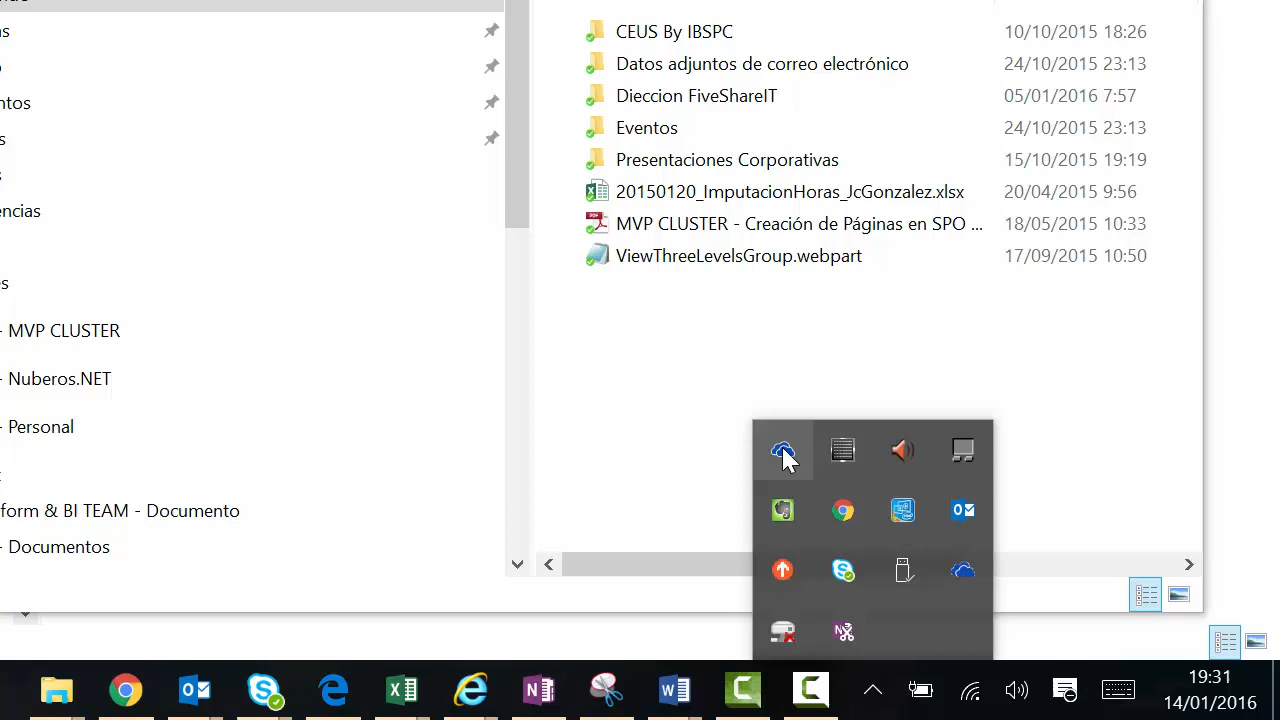 CEUS By IBSPC 10/10/2015 18:26
Datos adjuntos de correo electrónico 24/10/2015 23:13
Dieccion FiveShareIT 05/01/2016 7:57
Eventos 24/10/2015 23:13
Presentaciones Corporativas 15/10/2015 19:19
20150120_ImputacionHoras_JcGonzalez.xlsx 20/04/2015 9:56
MVP CLUSTER - Creación de Páginas en SPO ... 18/05/2015 10:33
ViewThreeLevelsGroup.webpart 17/09/2015 10:50
ntos
encias
- MVP CLUSTER
- Nuberos.NET
- Personal
form & BI TEAM - Documento
- Documentos
19:31
14/01/2016